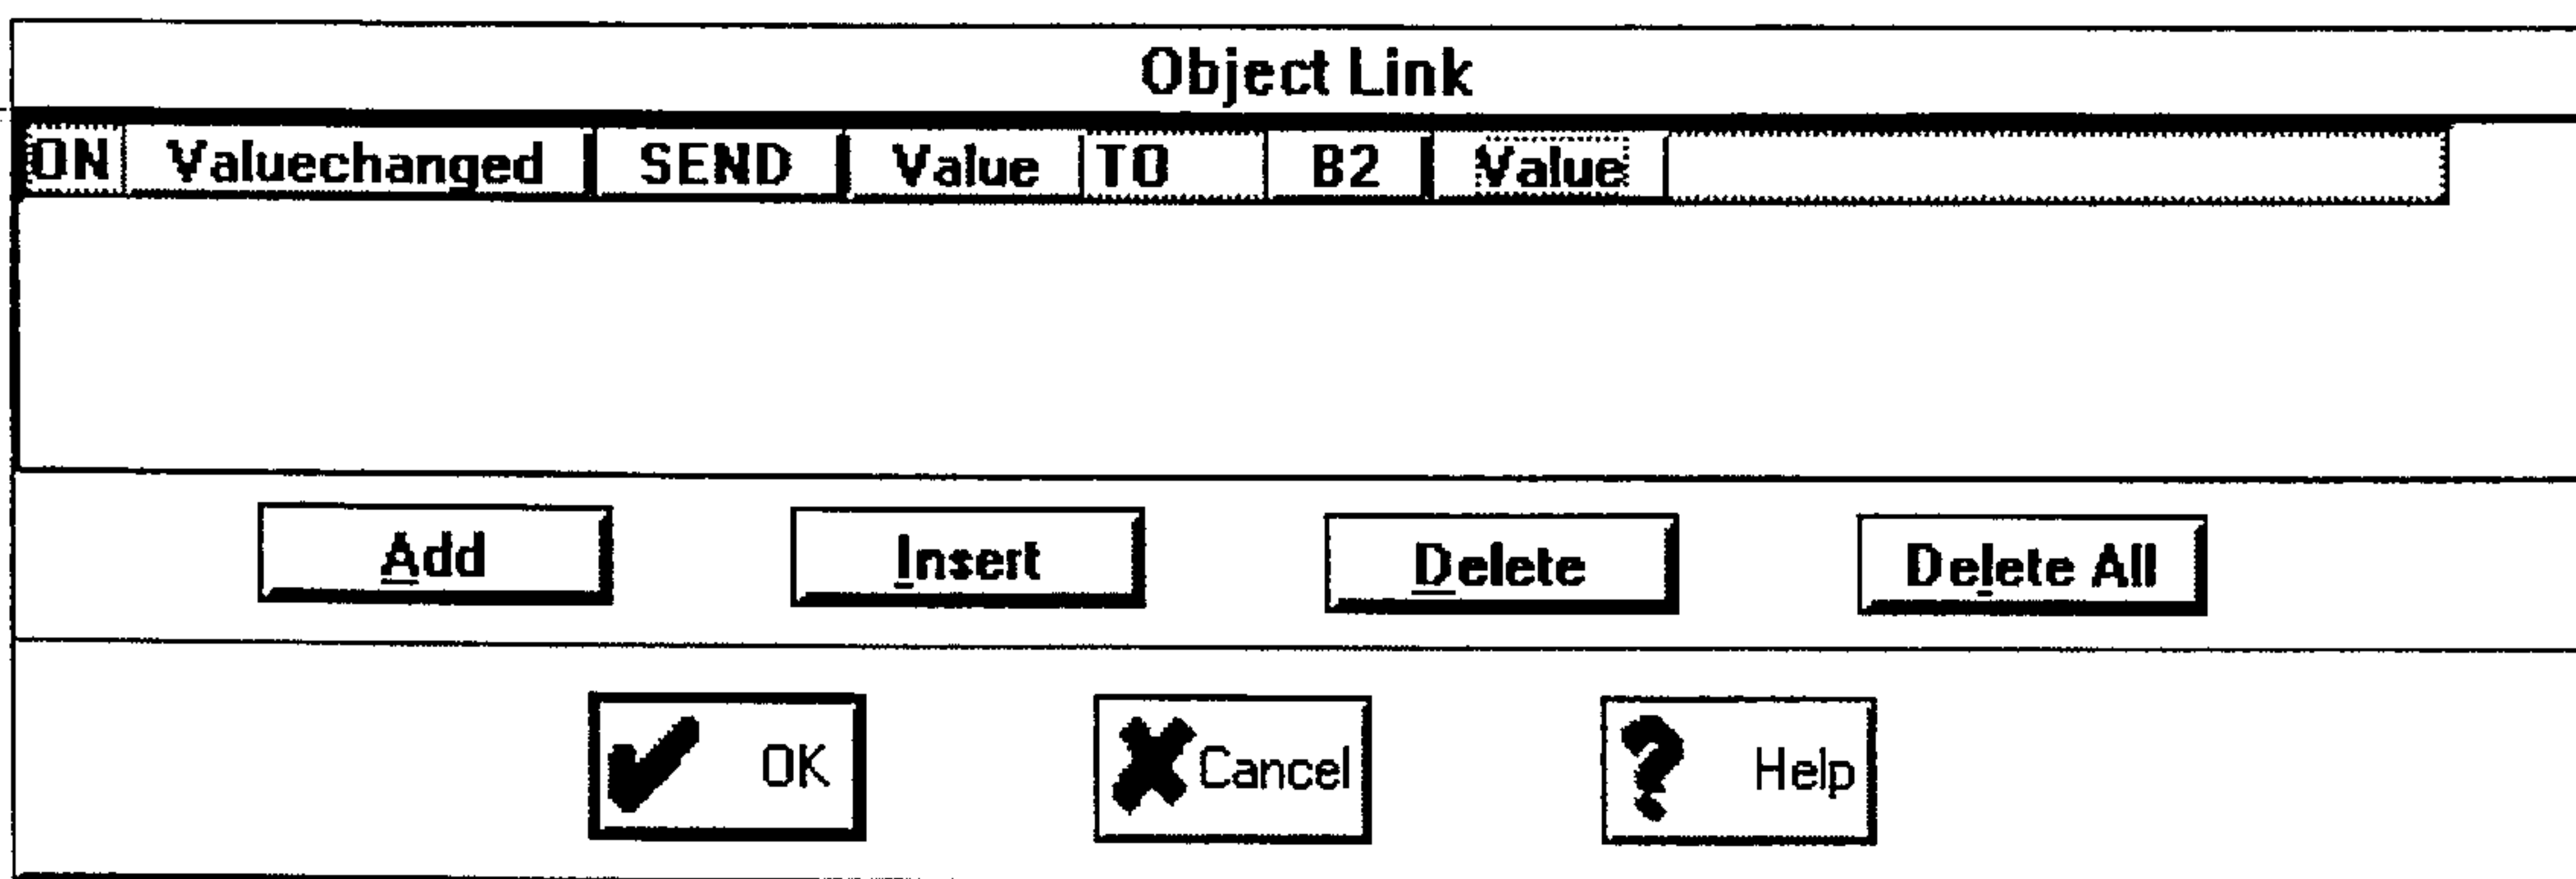 Object Link
ON Valuechanged SEND Value TO B2 Value
Add Insert Delete Delete All
OK Cancel Help